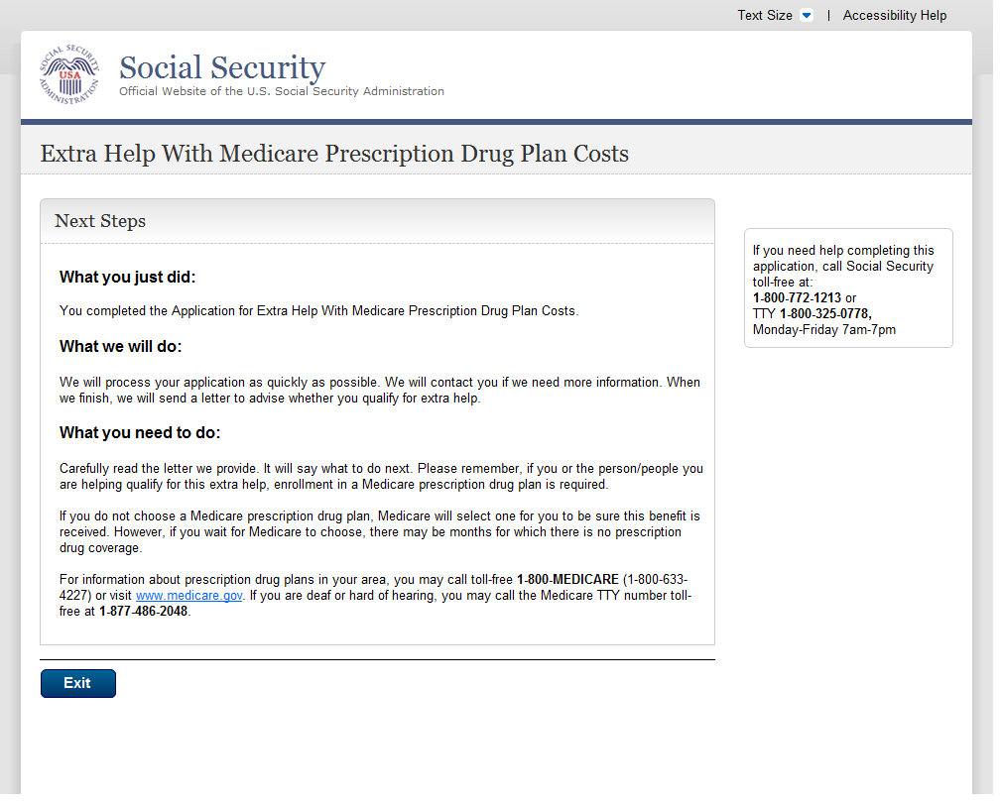 Text Size | Accessibility Help
SOCIAL SECURITY ADMINISTRATION
USA
Social Security
Official Website of the U.S. Social Security Administration
Extra Help With Medicare Prescription Drug Plan Costs
Next Steps
What you just did:
You completed the Application for Extra Help With Medicare Prescription Drug Plan Costs.
What we will do:
We will process your application as quickly as possible. We will contact you if we need more information. When
we finish, we will send a letter to advise whether you qualify for extra help.
What you need to do:
Carefully read the letter we provide. It will say what to do next. Please remember, if you or the person/people you
are helping qualify for this extra help, enrollment in a Medicare prescription drug plan is required.
If you do not choose a Medicare prescription drug plan, Medicare will select one for you to be sure this benefit is
received. However, if you wait for Medicare to choose, there may be months for which there is no prescription
drug coverage.
For information about prescription drug plans in your area, you may call toll-free 1-800-MEDICARE (1-800-633-
4227) or visit www.medicare.gov. If you are deaf or hard of hearing, you may call the Medicare TTY number toll-
free at 1-877-486-2048.
If you need help completing this
application, call Social Security
toll-free at:
1-800-772-1213 or
TTY 1-800-325-0778,
Monday-Friday 7am-7pm
Exit